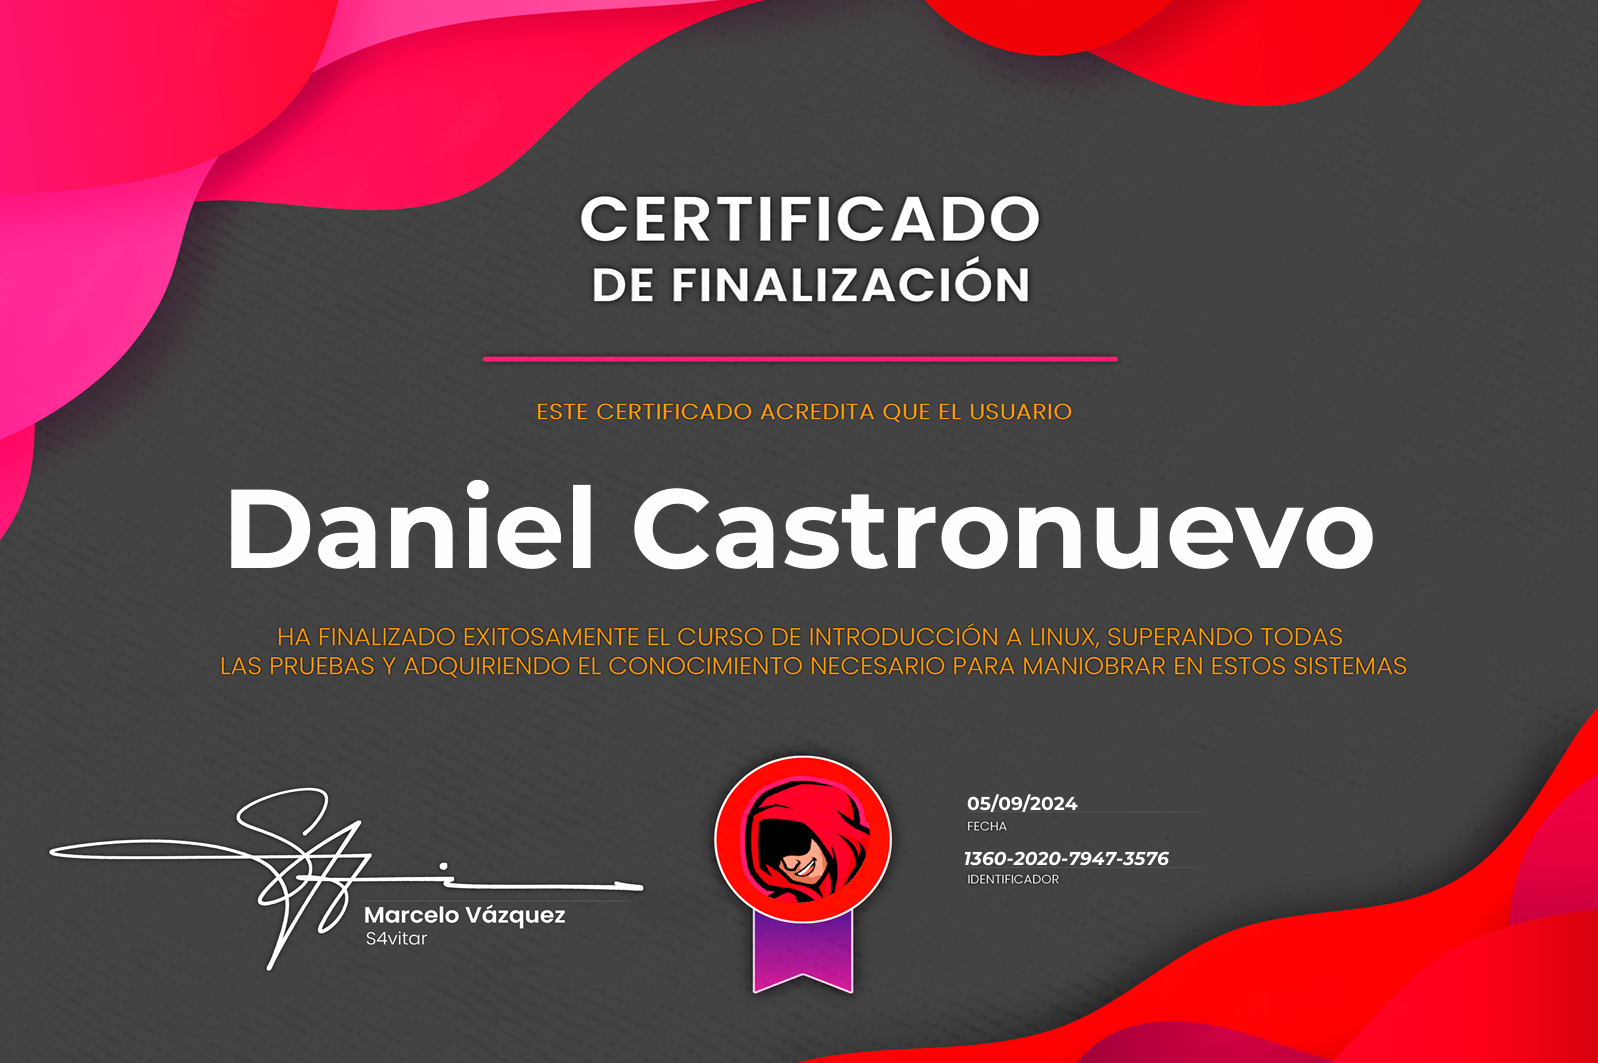 CERTIFICADO
DE FINALIZACIÓN
ESTE CERTIFICADO ACREDITA QUE EL USUARIO
Daniel Castronuevo
HA FINALIZADO EXITOSAMENTE EL CURSO DE INTRODUCCIÓN A LINUX, SUPERANDO TODAS
LAS PRUEBAS Y ADQUIRIENDO EL CONOCIMIENTO NECESARIO PARA MANIOBRAR EN ESTOS SISTEMAS
Marcelo Vázquez
S4vitar
05/09/2024
FECHA
1360-2020-7947-3576
IDENTIFICADOR